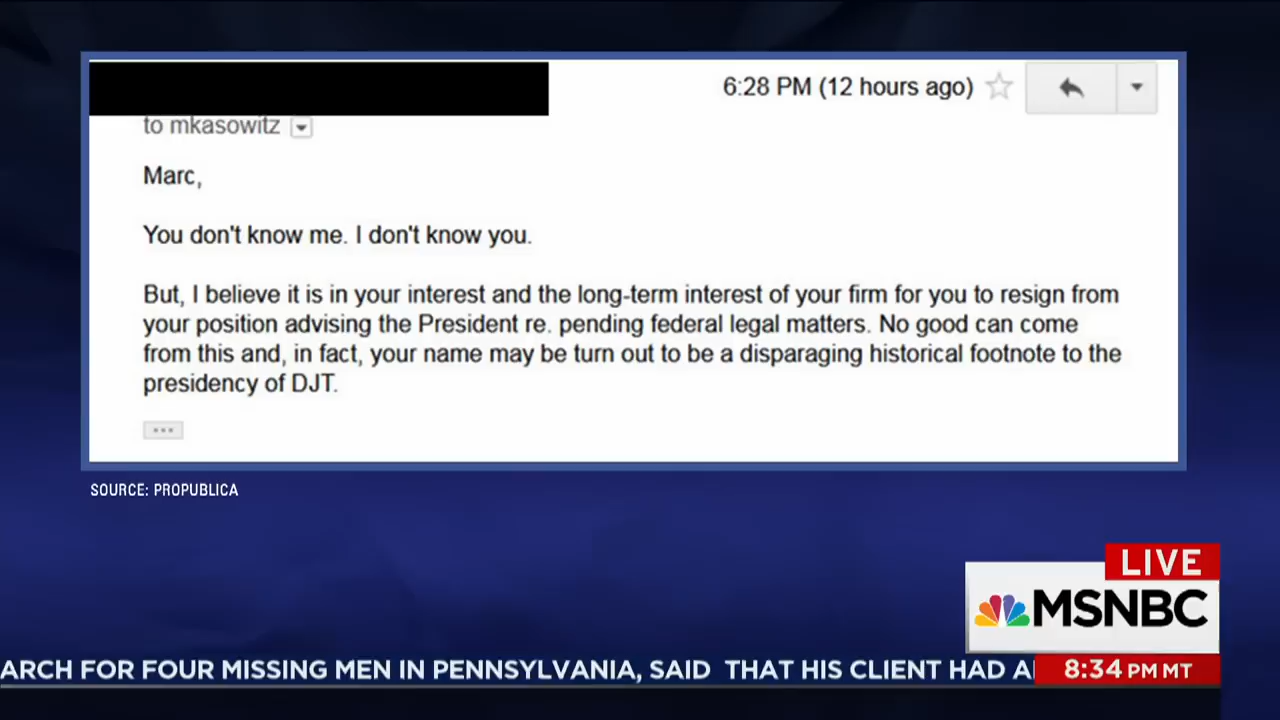 6:28 PM (12 hours ago)
to mkasowitz
Marc,
You don't know me. I don't know you.
But, I believe it is in your interest and the long-term interest of your firm for you to resign from
your position advising the President re. pending federal legal matters. No good can come
from this and, in fact, your name may be turn out to be a disparaging historical footnote to the
presidency of DJT.
SOURCE: PROPUBLICA
LIVE
MSNBC
ARCH FOR FOUR MISSING MEN IN PENNSYLVANIA, SAID THAT HIS CLIENT HAD
8:34 PM MT